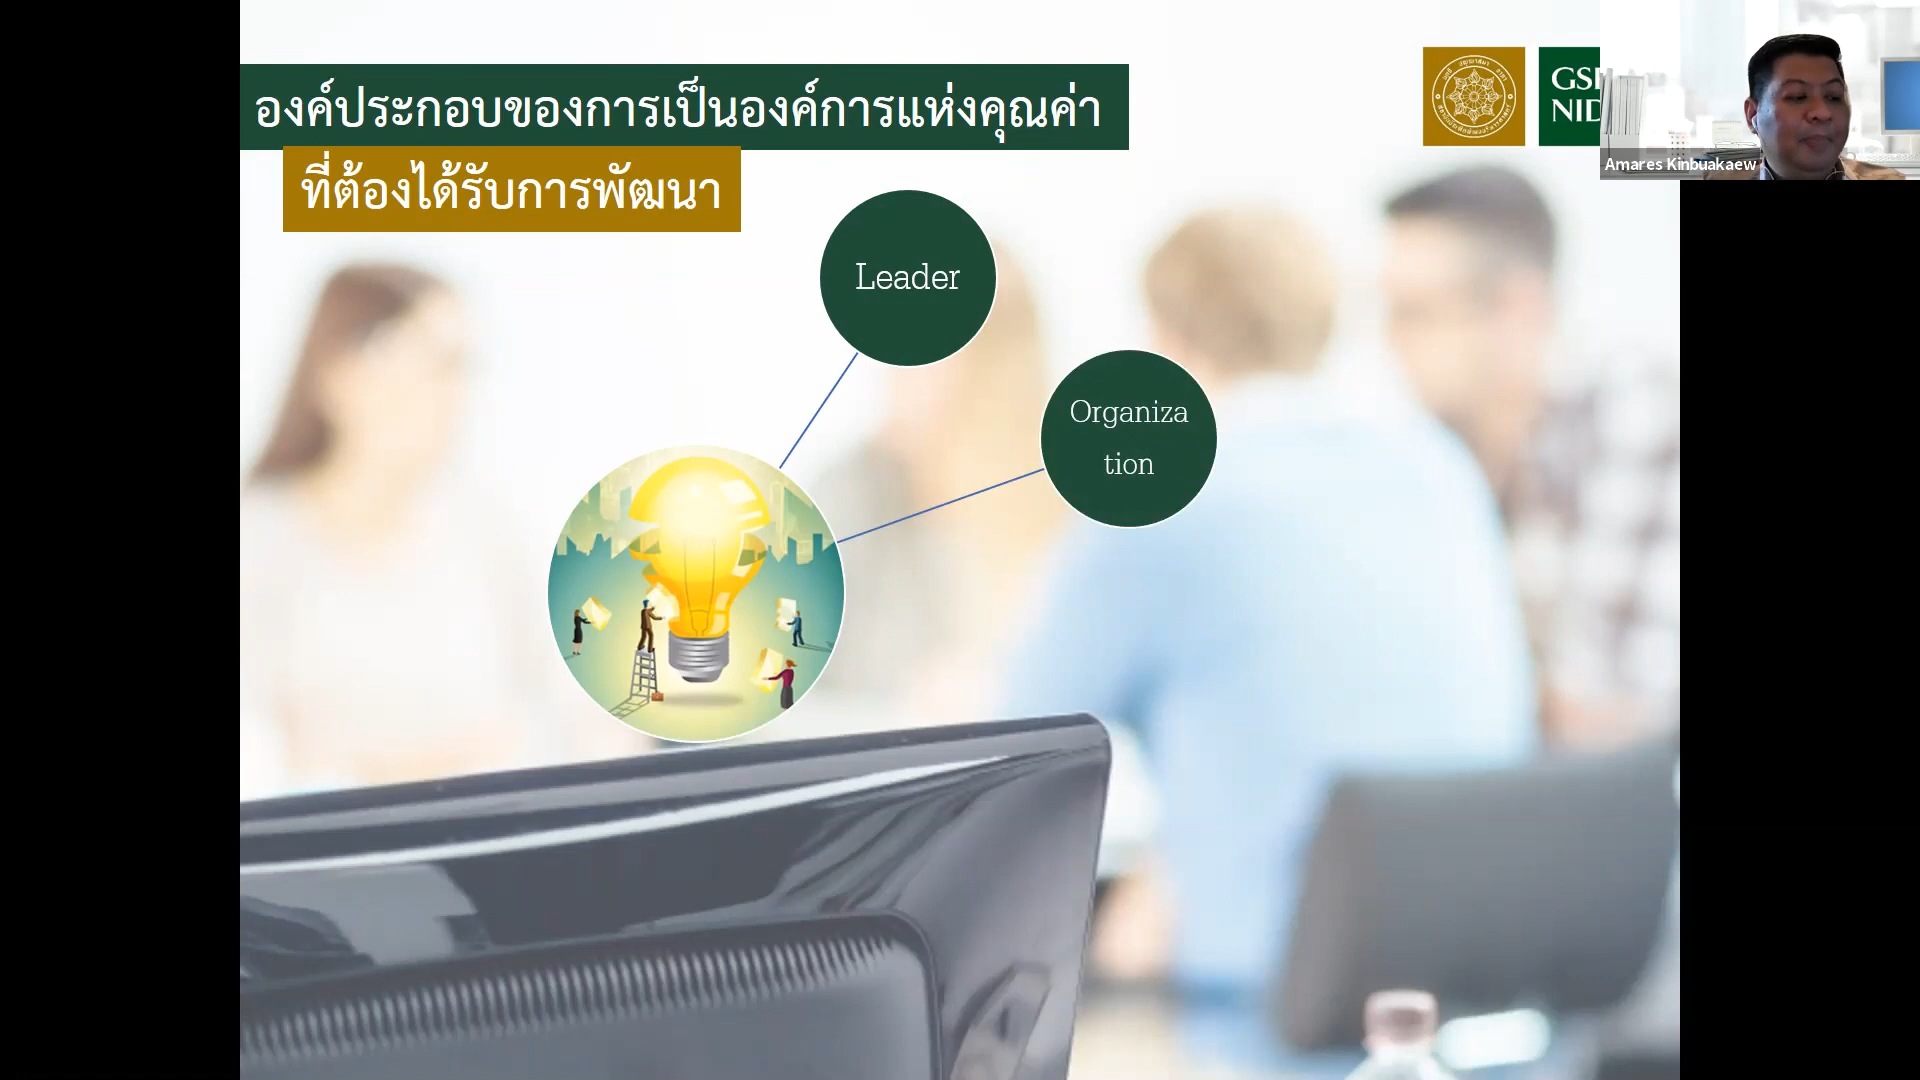 องค์ประกอบของการเป็นองค์การแห่งคุณค่า
ที่ต้องได้รับการพัฒนา
GS
NID
Amares Kinbuakaew
Leader
Organiza
tion